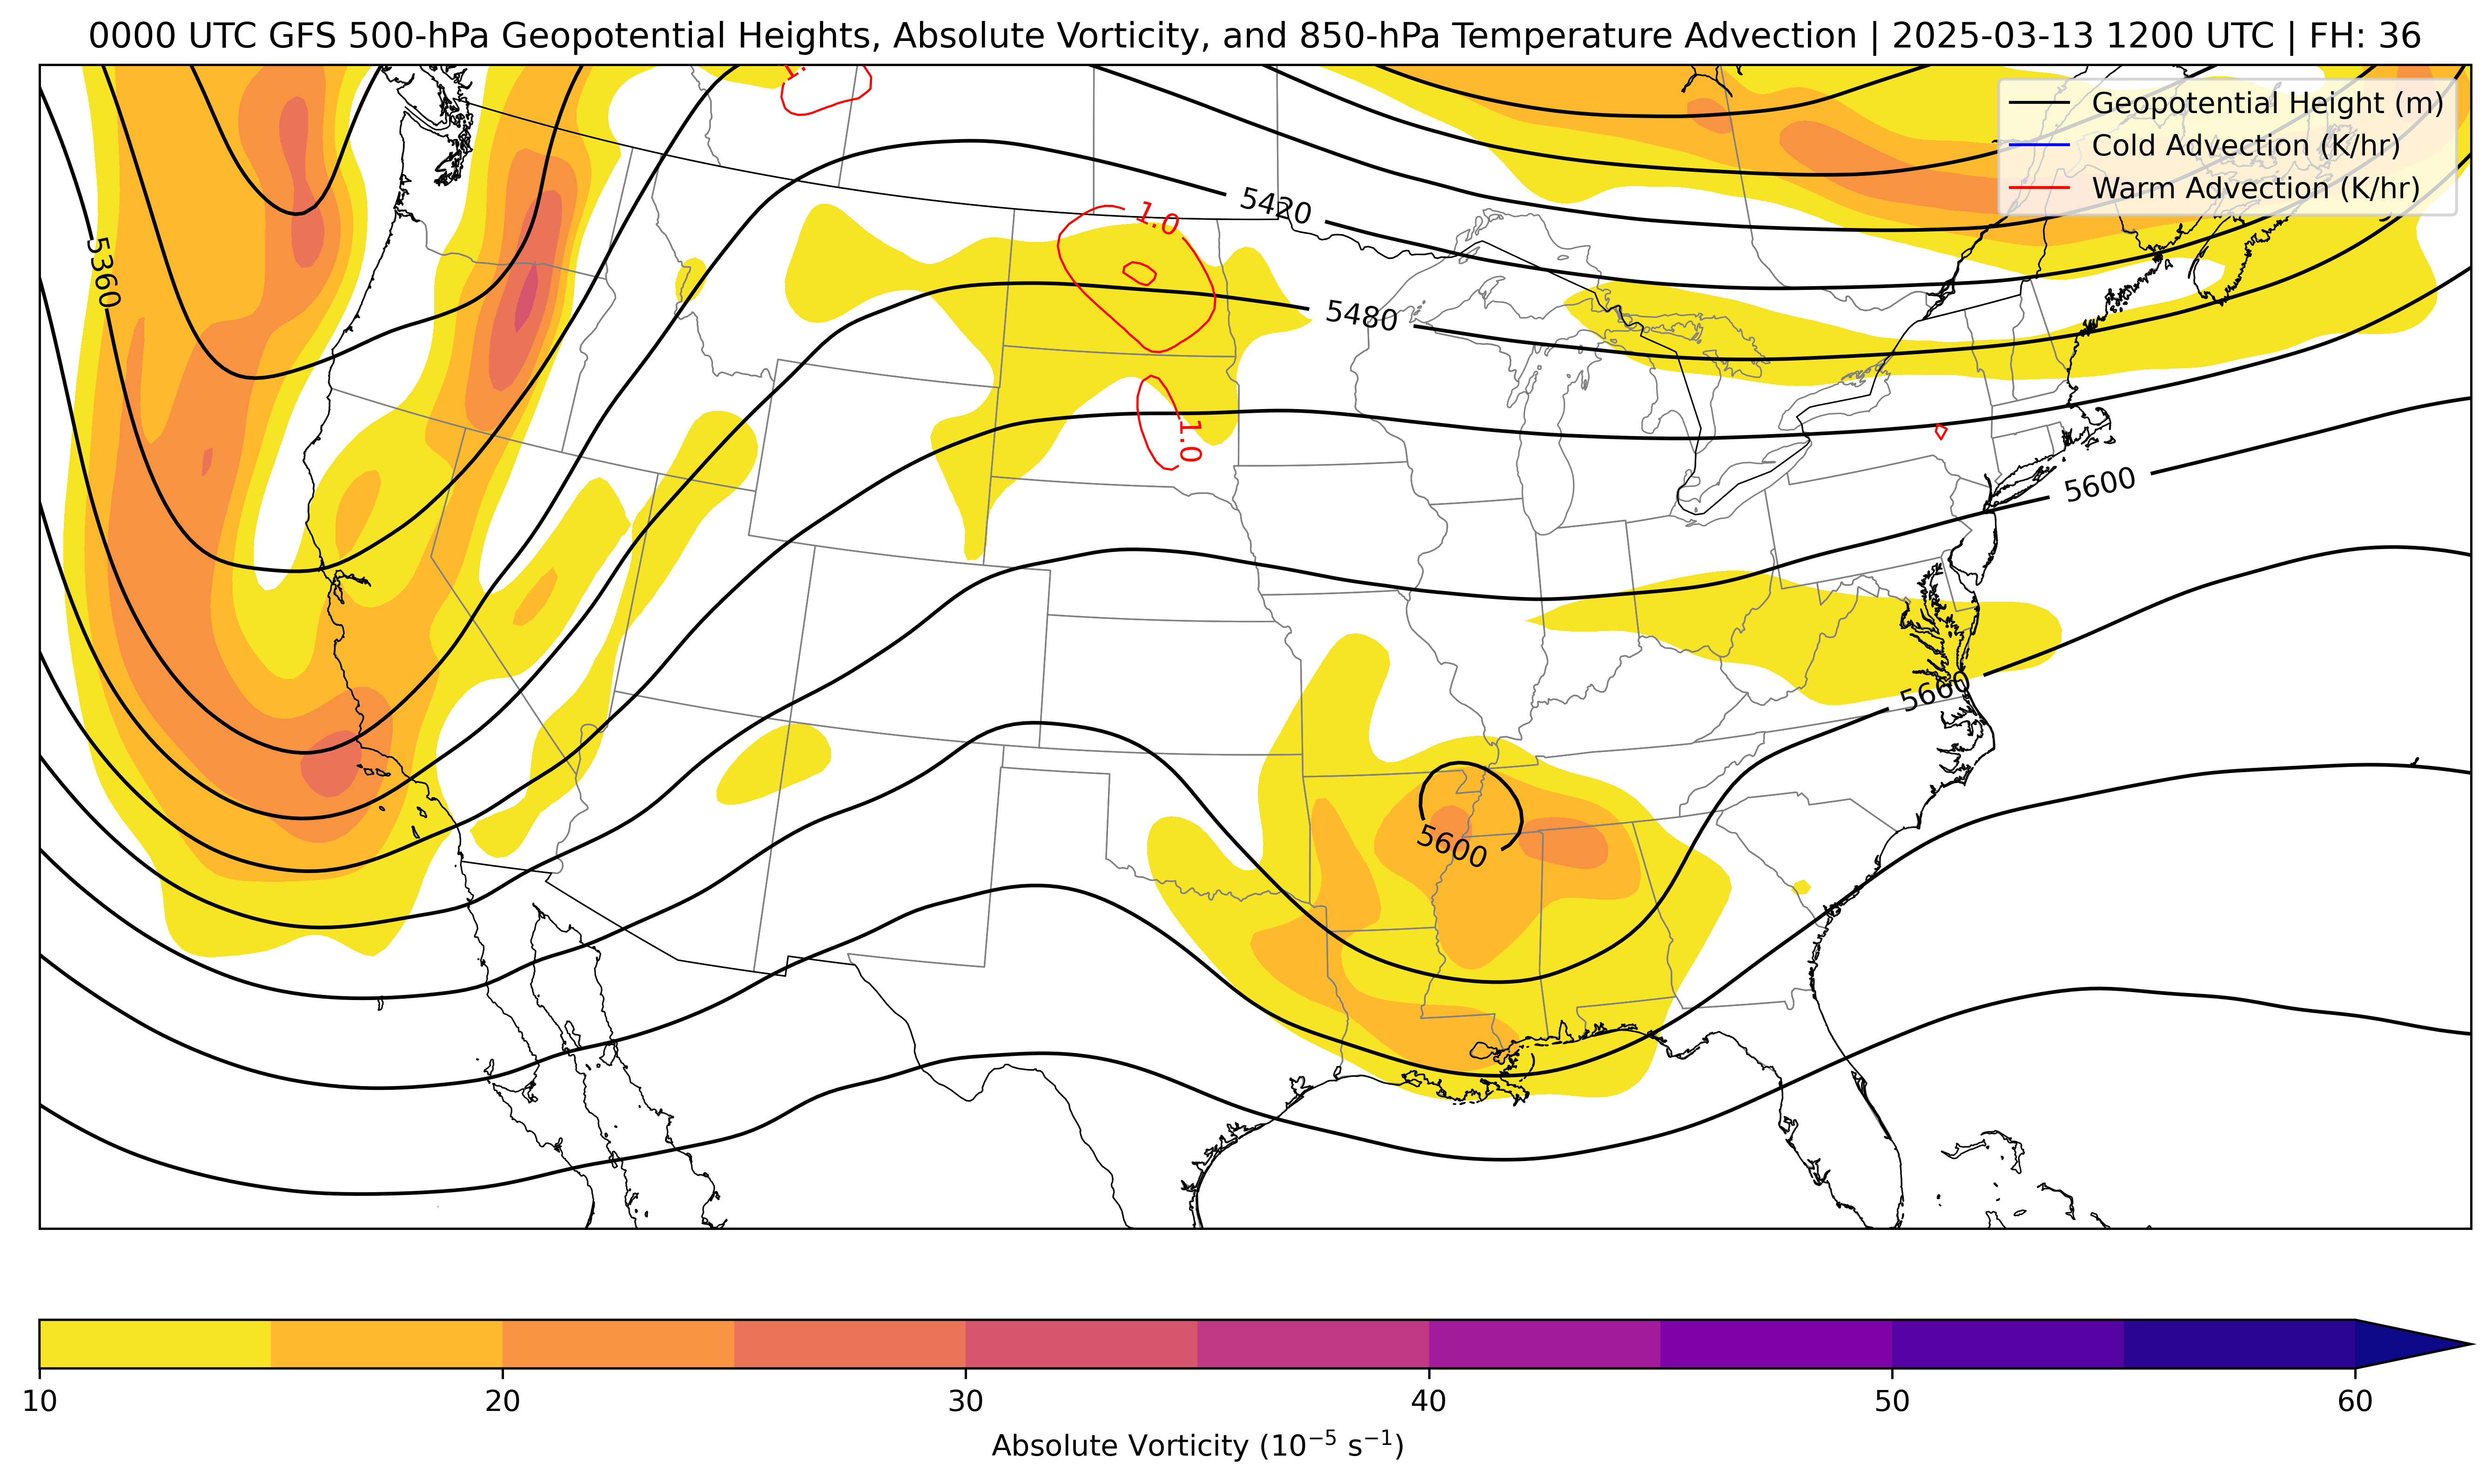 0000 UTC GFS 500-hPa Geopotential Heights, Absolute Vorticity, and 850-hPa Temperature Advection | 2025-03-13 1200 UTC | FH: 36
Geopotential Height (m)
Cold Advection (K/hr)
Warm Advection (K/hr)
5420
1.0
5360
5480
1.0
5600
5660
5600
10 20 30 40 50 60
Absolute Vorticity (10⁻⁵ s⁻¹)